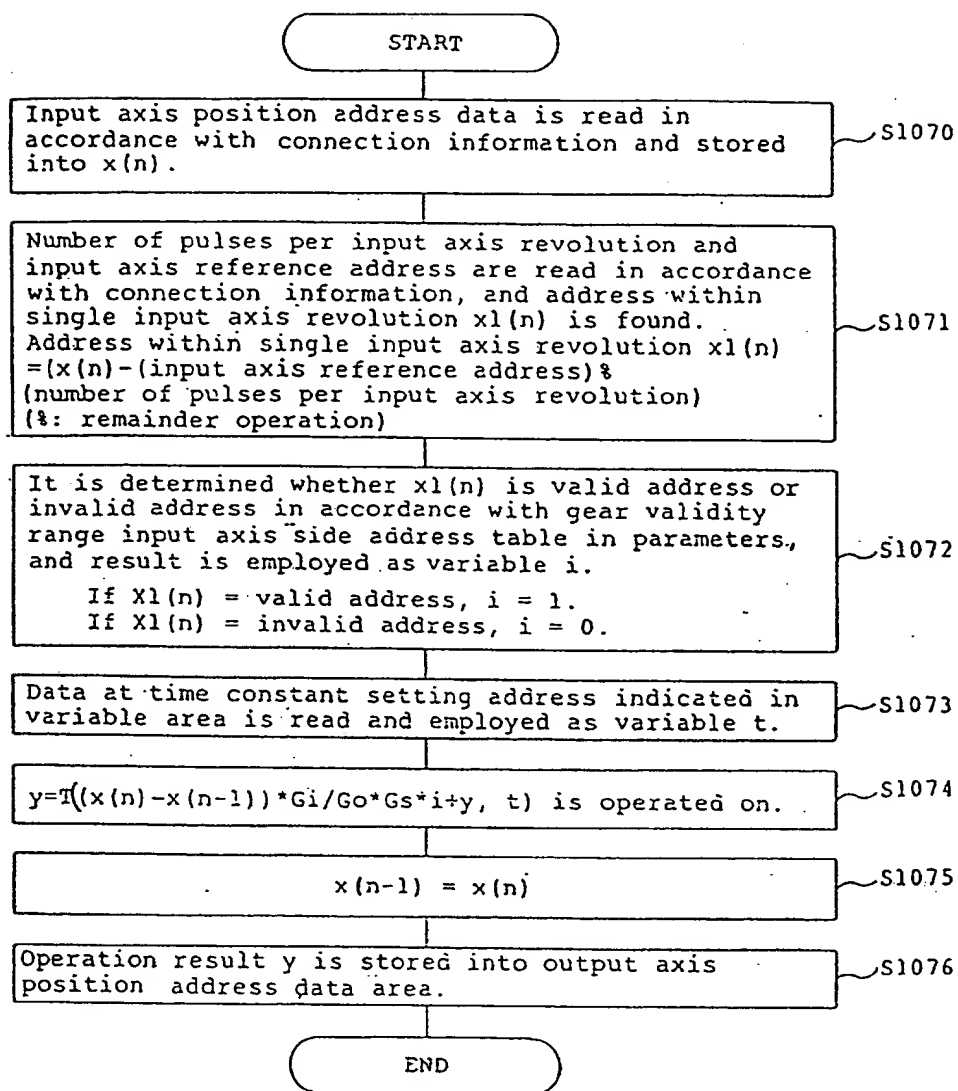 START
Input axis position address data is read in
accordance with connection information and stored
into x(n).
S1070
Number of pulses per input axis revolution and
input axis reference address are read in accordance
with connection information, and address within
single input axis revolution xl(n) is found.
Address within single input axis revolution xl(n)
=(x(n)-(input axis reference address)%
(number of pulses per input axis revolution)
(%: remainder operation)
S1071
It is determined whether xl(n) is valid address or
invalid address in accordance with gear validity
range input axis side address table in parameters,
and result is employed as variable i.
If Xl(n) = valid address, i = 1.
If Xl(n) = invalid address, i = 0.
S1072
Data at time constant setting address indicated in
variable area is read and employed as variable t.
S1073
y=T((x(n)-x(n-1))*Gi/Go*Gs*i+y, t) is operated on.
S1074
x(n-1) = x(n)
S1075
Operation result y is stored into output axis
position address data area.
S1076
END